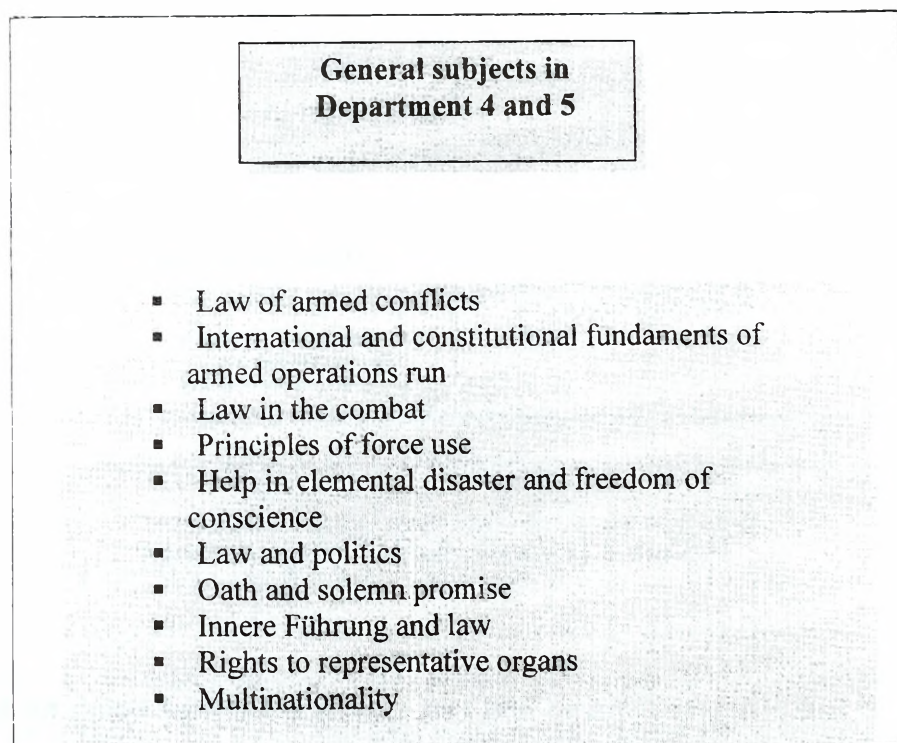 General subjects in
Department 4 and 5
▪ Law of armed conflicts
▪ International and constitutional fundaments of
armed operations run
▪ Law in the combat
▪ Principles of force use
▪ Help in elemental disaster and freedom of
conscience
▪ Law and politics
▪ Oath and solemn promise
▪ Innere Führung and law
▪ Rights to representative organs
▪ Multinationality